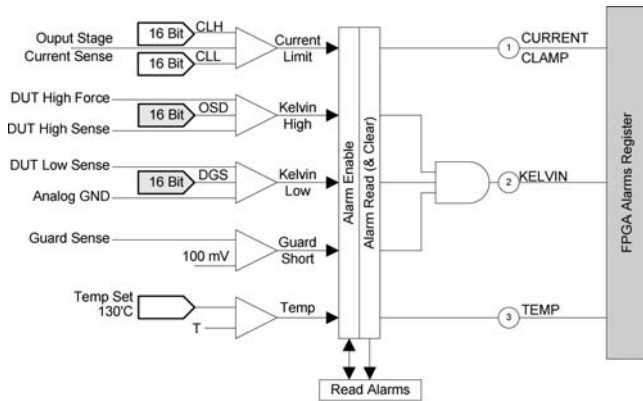 16 Bit CLH
Ouput Stage
Current Sense
16 Bit CLL
Current
Limit
1 CURRENT
CLAMP
DUT High Force
16 Bit OSD
DUT High Sense
Kelvin
High
DUT Low Sense
16 Bit DGS
Analog GND
Kelvin
Low
2 KELVIN
Guard Sense
100 mV
Guard
Short
Temp Set
130'C
T
Temp
3 TEMP
Alarm Enable
Alarm Read (& Clear)
FPGA Alarms Register
Read Alarms